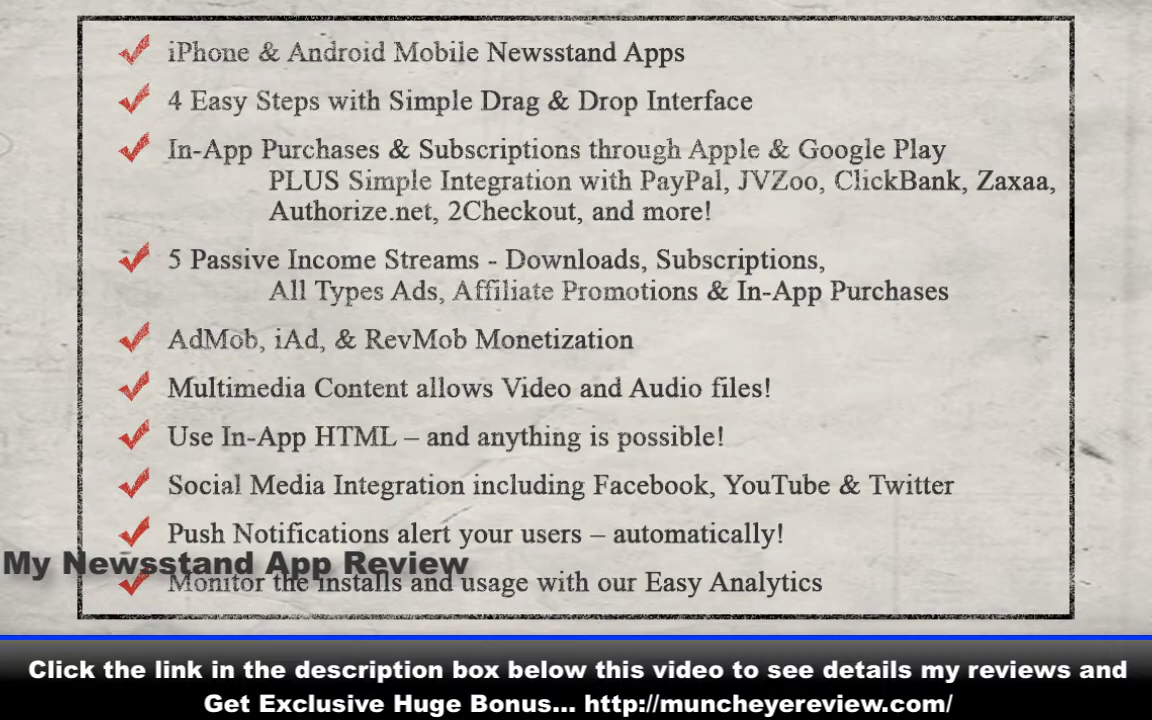 iPhone & Android Mobile Newsstand Apps
4 Easy Steps with Simple Drag & Drop Interface
In-App Purchases & Subscriptions through Apple & Google Play
PLUS Simple Integration with PayPal, JVZoo, ClickBank, Zaxaa,
Authorize.net, 2Checkout, and more!
5 Passive Income Streams - Downloads, Subscriptions,
All Types Ads, Affiliate Promotions & In-App Purchases
AdMob, iAd, & RevMob Monetization
Multimedia Content allows Video and Audio files!
Use In-App HTML – and anything is possible!
Social Media Integration including Facebook, YouTube & Twitter
Push Notifications alert your users – automatically!
My Newsstand App Review
Monitor the installs and usage with our Easy Analytics
Click the link in the description box below this video to see details my reviews and
Get Exclusive Huge Bonus... http://muncheyereview.com/